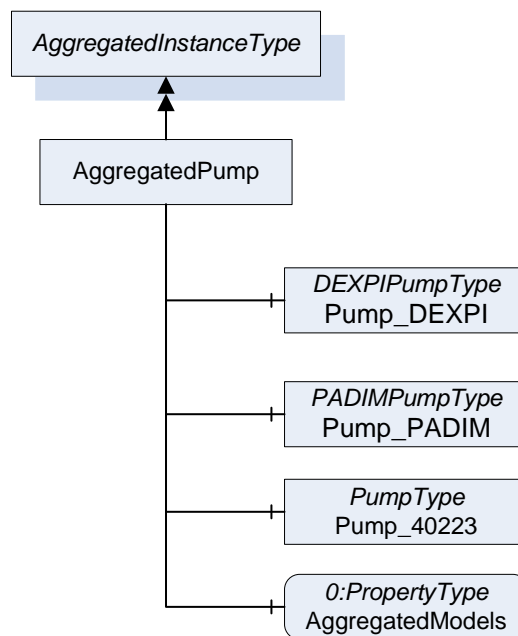 AggregatedInstanceType
AggregatedPump
DEXPIPumpType
Pump_DEXPI
PADIMPumpType
Pump_PADIM
PumpType
Pump_40223
0:PropertyType
AggregatedModels